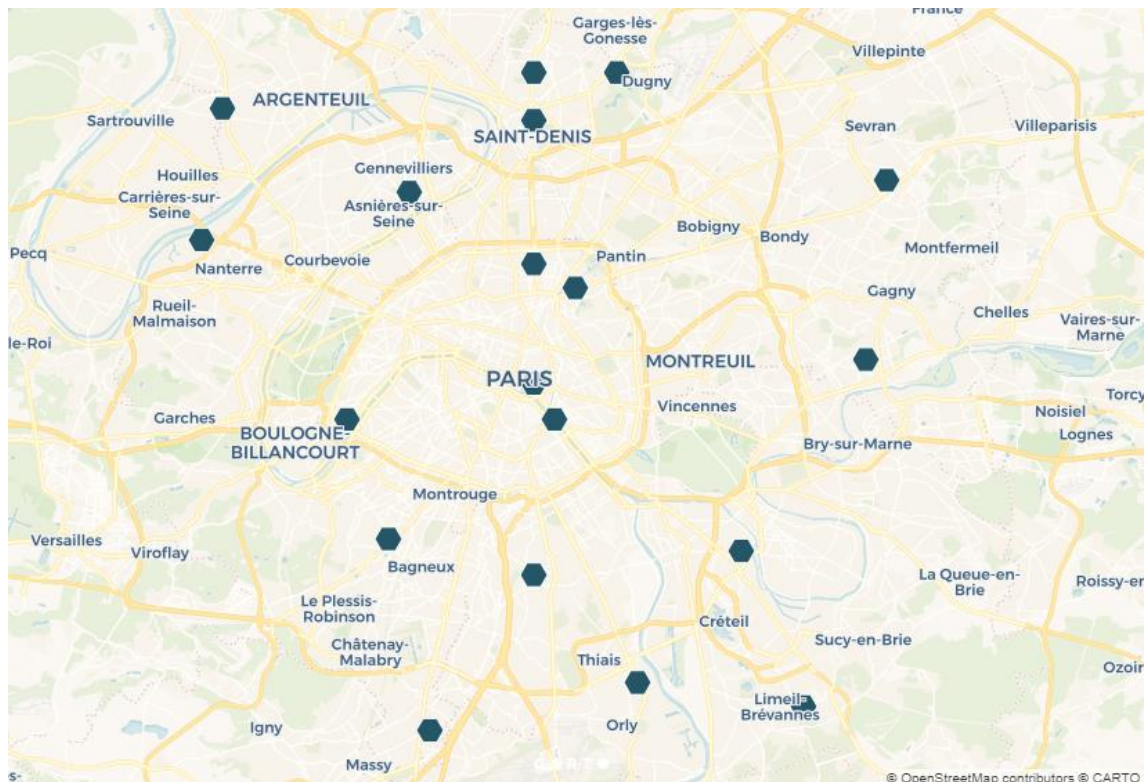 France
Garges-lès-
Gonesse
Villepinte
Dugny
ARGENTEUIL
Sartrouville
SAINT-DENIS
Sevran
Villeparisis
Gennevilliers
Houilles
Carrières-sur-
Seine
Asnières-sur-
Seine
Bobigny
Bondy
Montfermeil
Pecq
Nanterre
Courbevoie
Pantin
Rueil-
Malmaison
Gagny
Chelles
Vaires-sur-
Marne
le-Roi
MONTREUIL
PARIS
Torcy
Vincennes
Noisiel
Garches
Lognes
BOULOGNE-
BILLANCOURT
Bry-sur-Marne
Montrouge
Versailles
Viroflay
Bagneux
La Queue-en-
Brie
Roissy-en
Le Plessis-
Robinson
Créteil
Sucy-en-Brie
Châtenay-
Malabry
Thiais
Ozoir
Limeil-
Brévannes
Igny
Orly
Massy
CARTO
s-
© OpenStreetMap contributors © CARTO